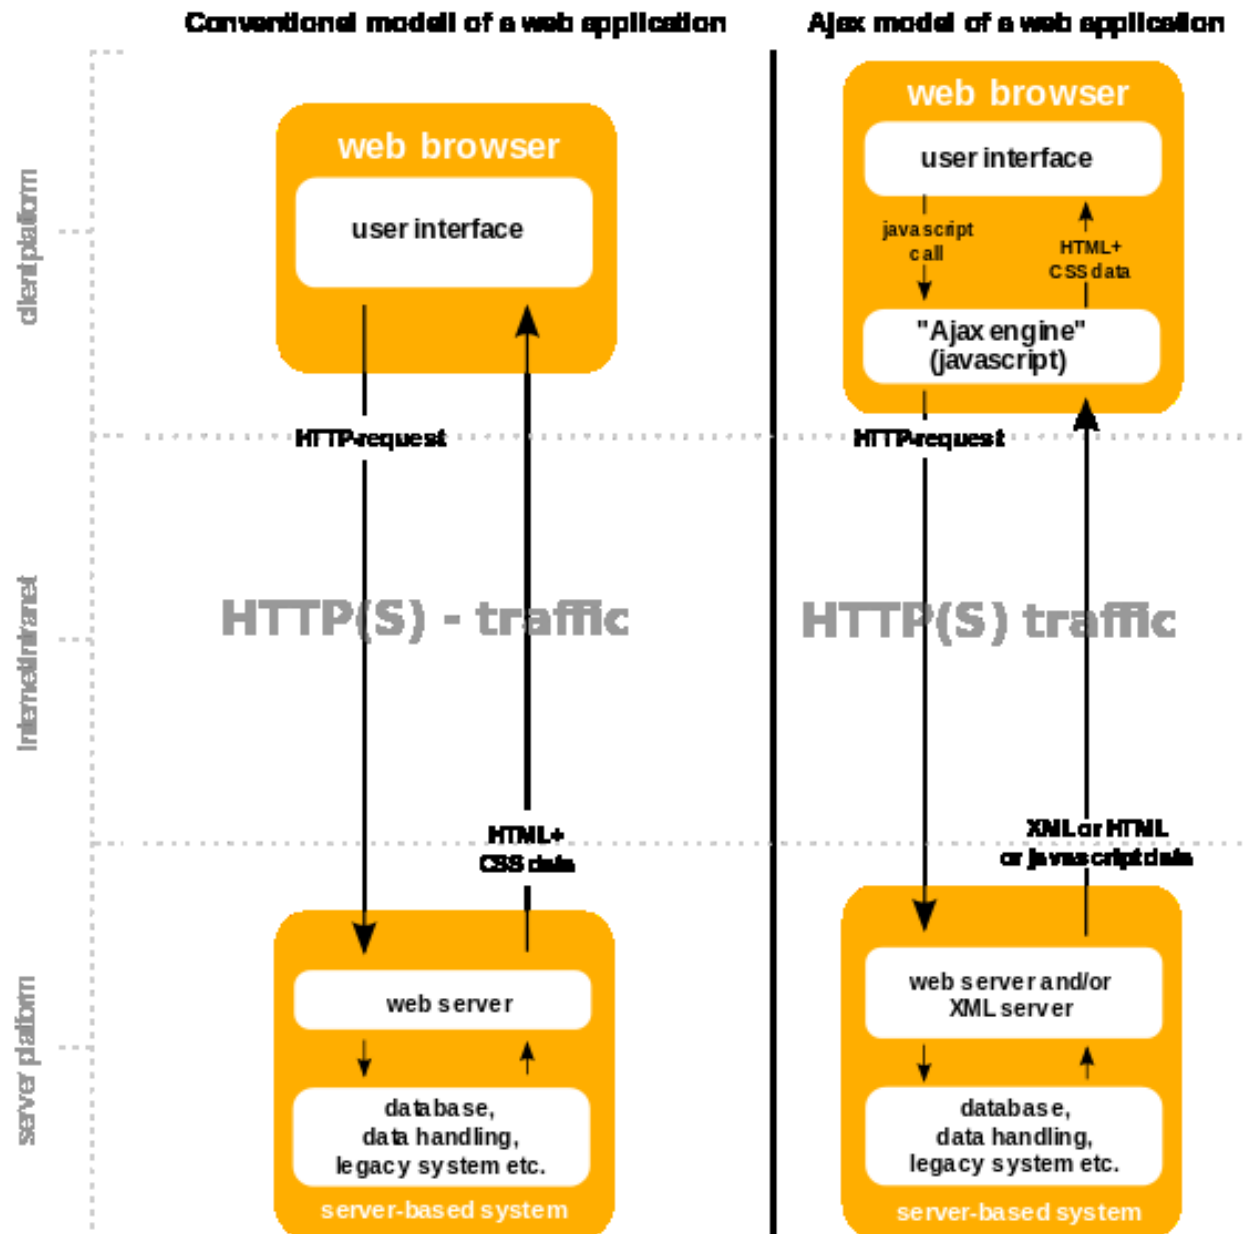 Conventional modell of a web application
web browser
user interface
HTTP-request
HTTP(S) - traffic
HTML+
CSS data
web server
database,
data handling,
legacy system etc.
server-based system
Ajax model of a web application
web browser
user interface
javascript
call
HTML+
CSS data
"Ajax engine"
(javascript)
HTTP-request
HTTP(S) traffic
XML or HTML
or javascript data
web server and/or
XML server
database,
data handling,
legacy system etc.
server-based system
client platform
Internet/intranet
server platform